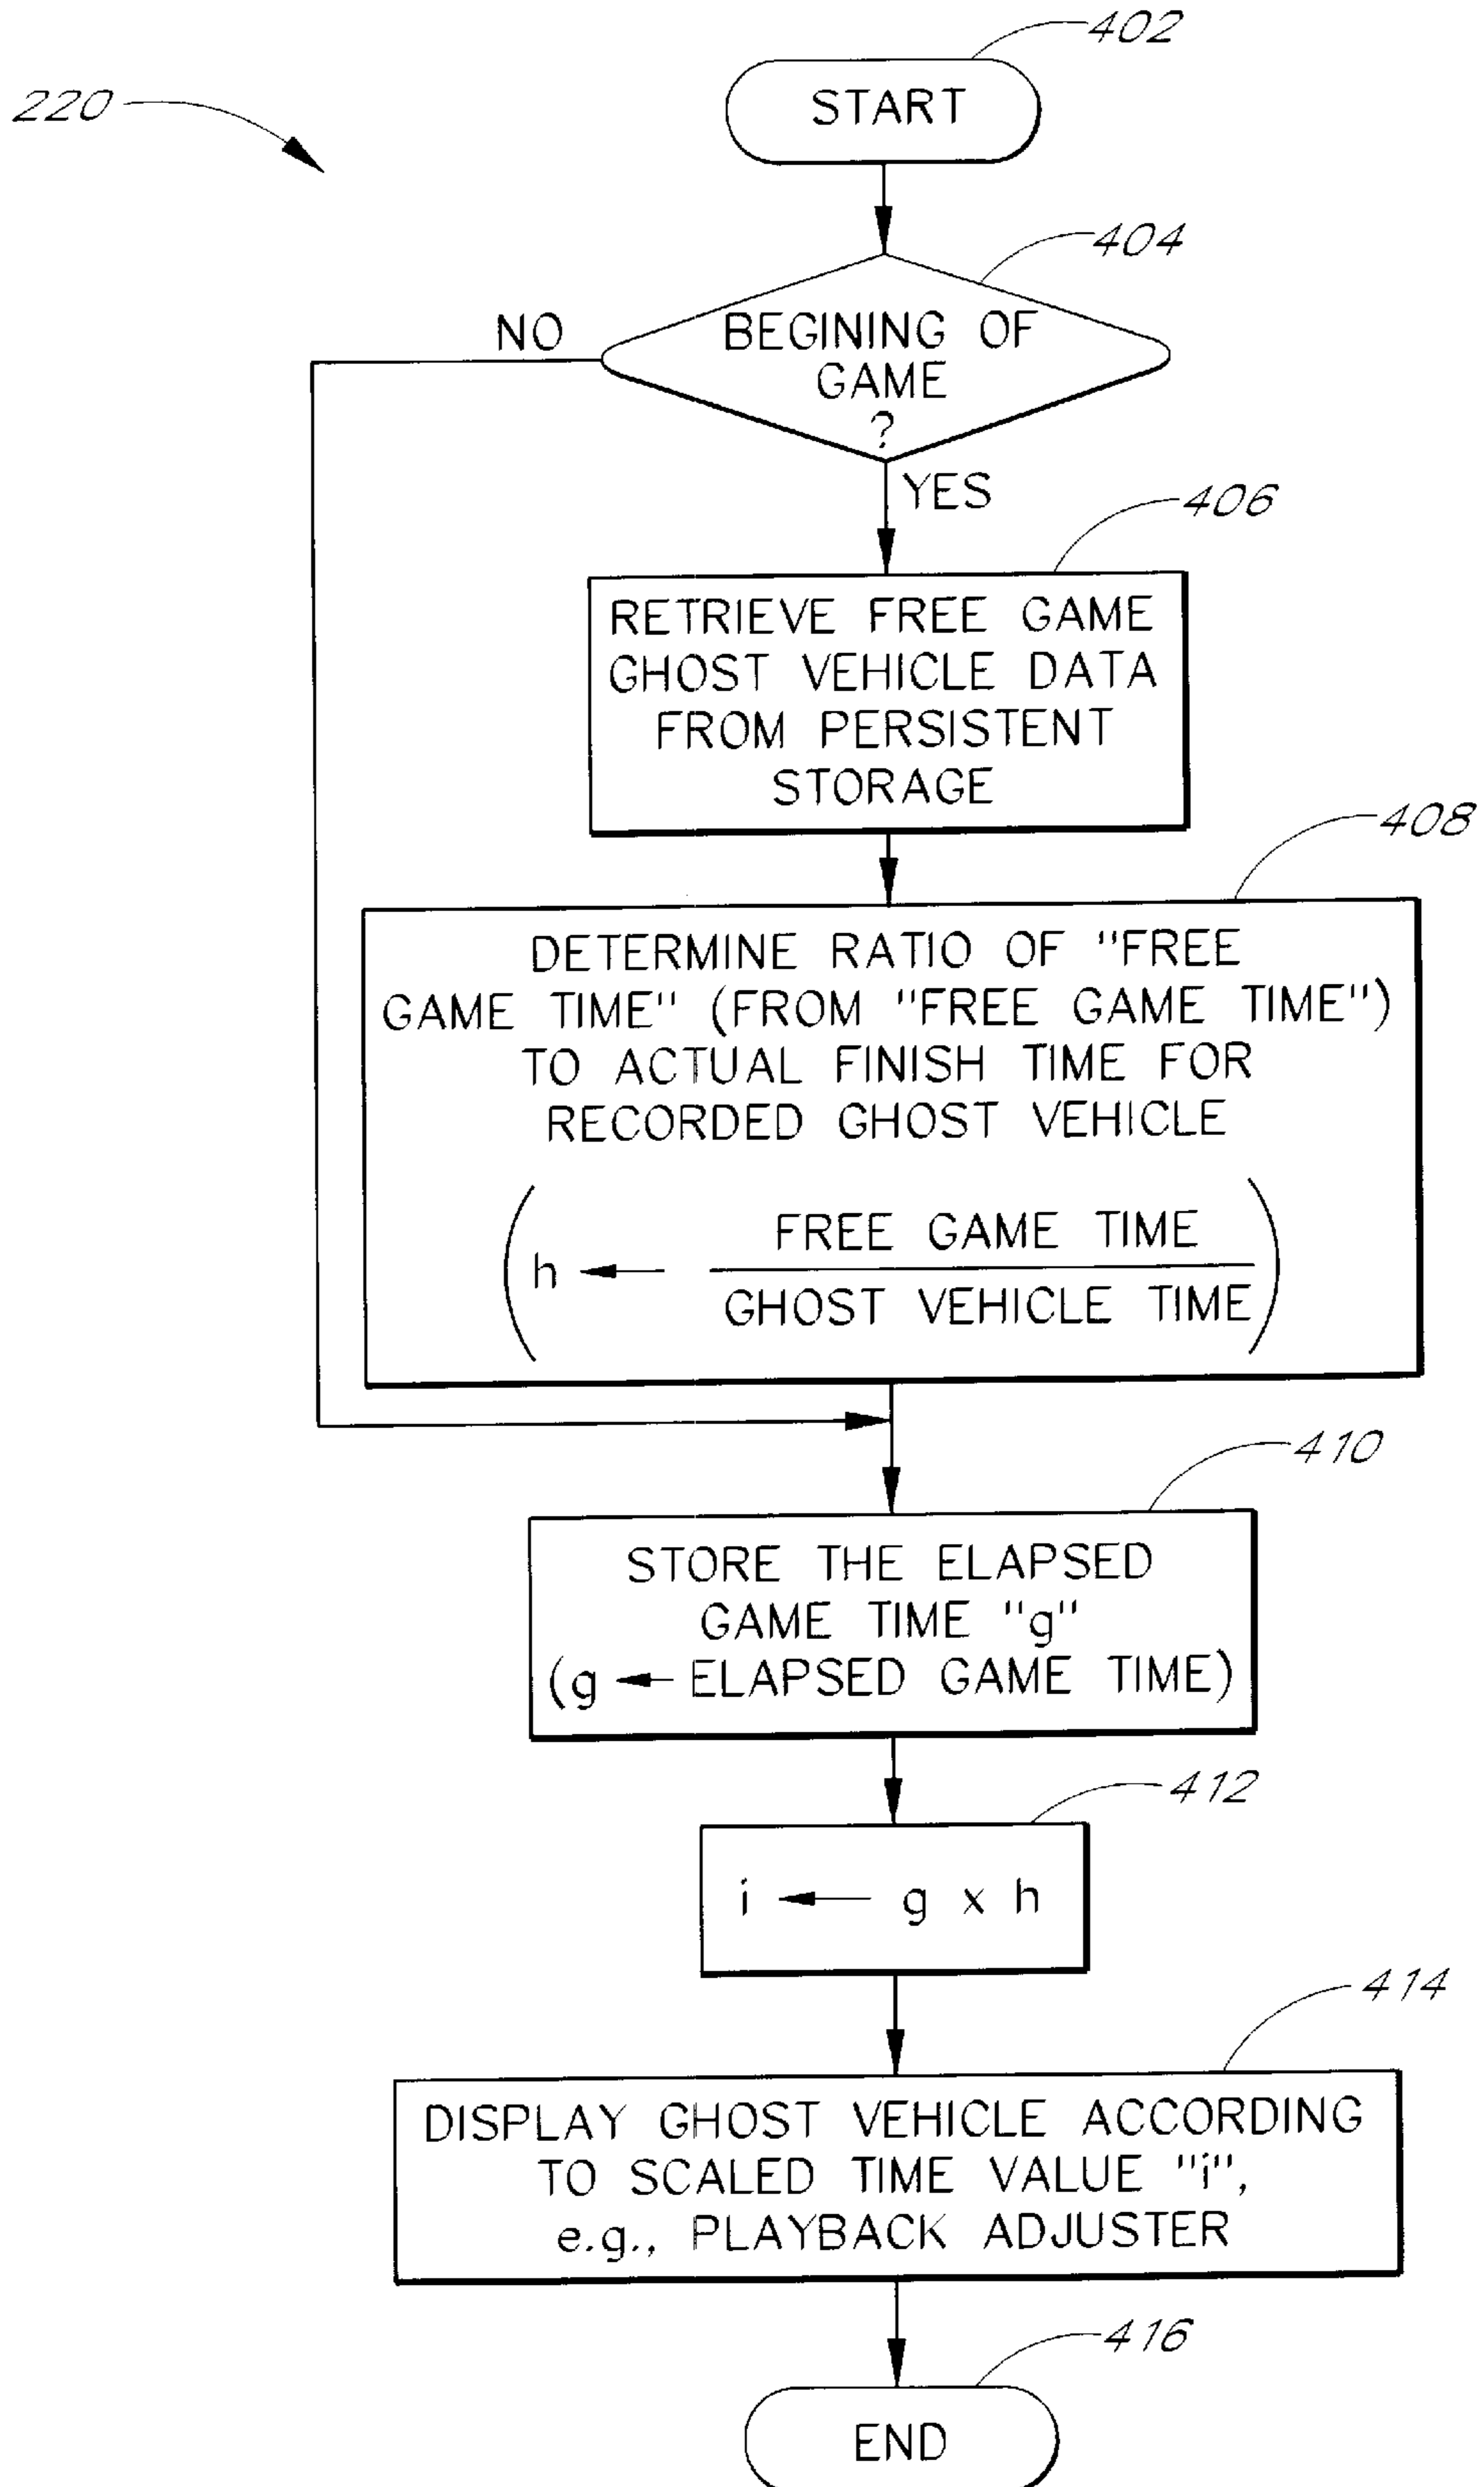 402
220
START
404
NO
BEGINING OF
GAME
?
YES
406
RETRIEVE FREE GAME
GHOST VEHICLE DATA
FROM PERSISTENT
STORAGE
408
DETERMINE RATIO OF "FREE
GAME TIME" (FROM "FREE GAME TIME")
TO ACTUAL FINISH TIME FOR
RECORDED GHOST VEHICLE
(h ← FREE GAME TIME
GHOST VEHICLE TIME)
410
STORE THE ELAPSED
GAME TIME "g"
(g ← ELAPSED GAME TIME)
412
i ← g x h
414
DISPLAY GHOST VEHICLE ACCORDING
TO SCALED TIME VALUE "i",
e.g., PLAYBACK ADJUSTER
416
END